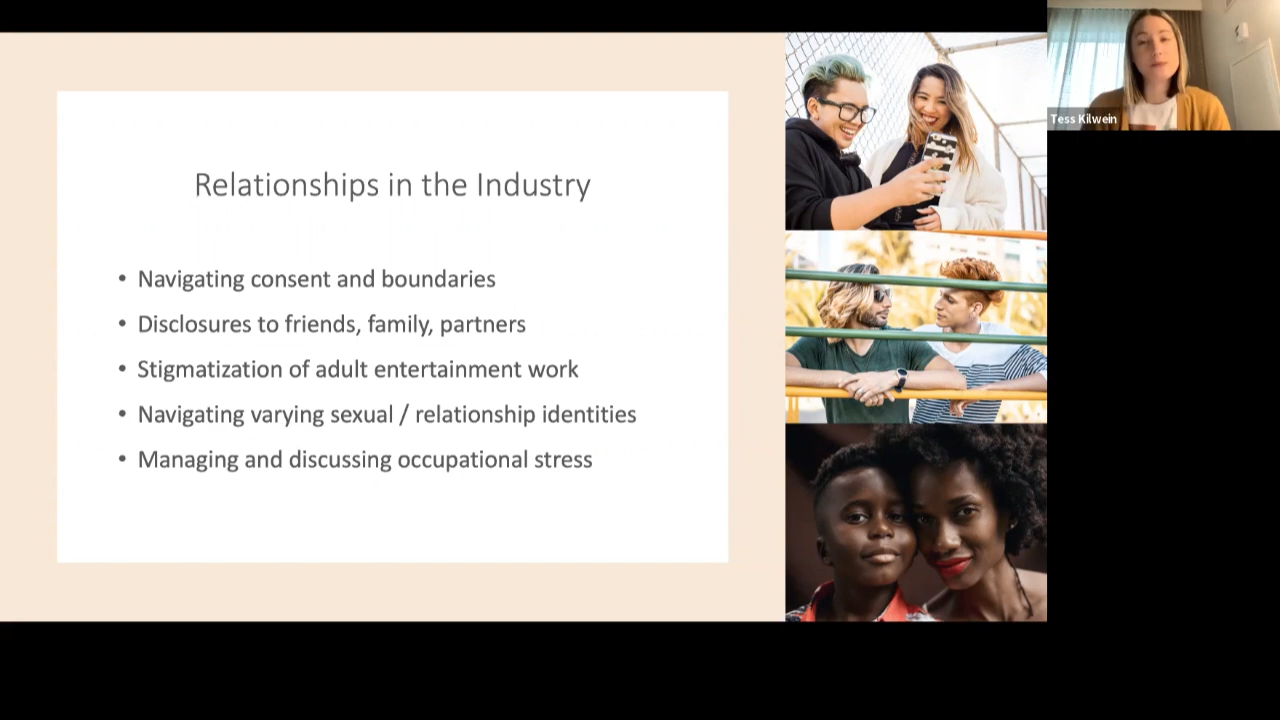 Relationships in the Industry
• Navigating consent and boundaries
• Disclosures to friends, family, partners
• Stigmatization of adult entertainment work
• Navigating varying sexual / relationship identities
• Managing and discussing occupational stress
Tess Kilwein